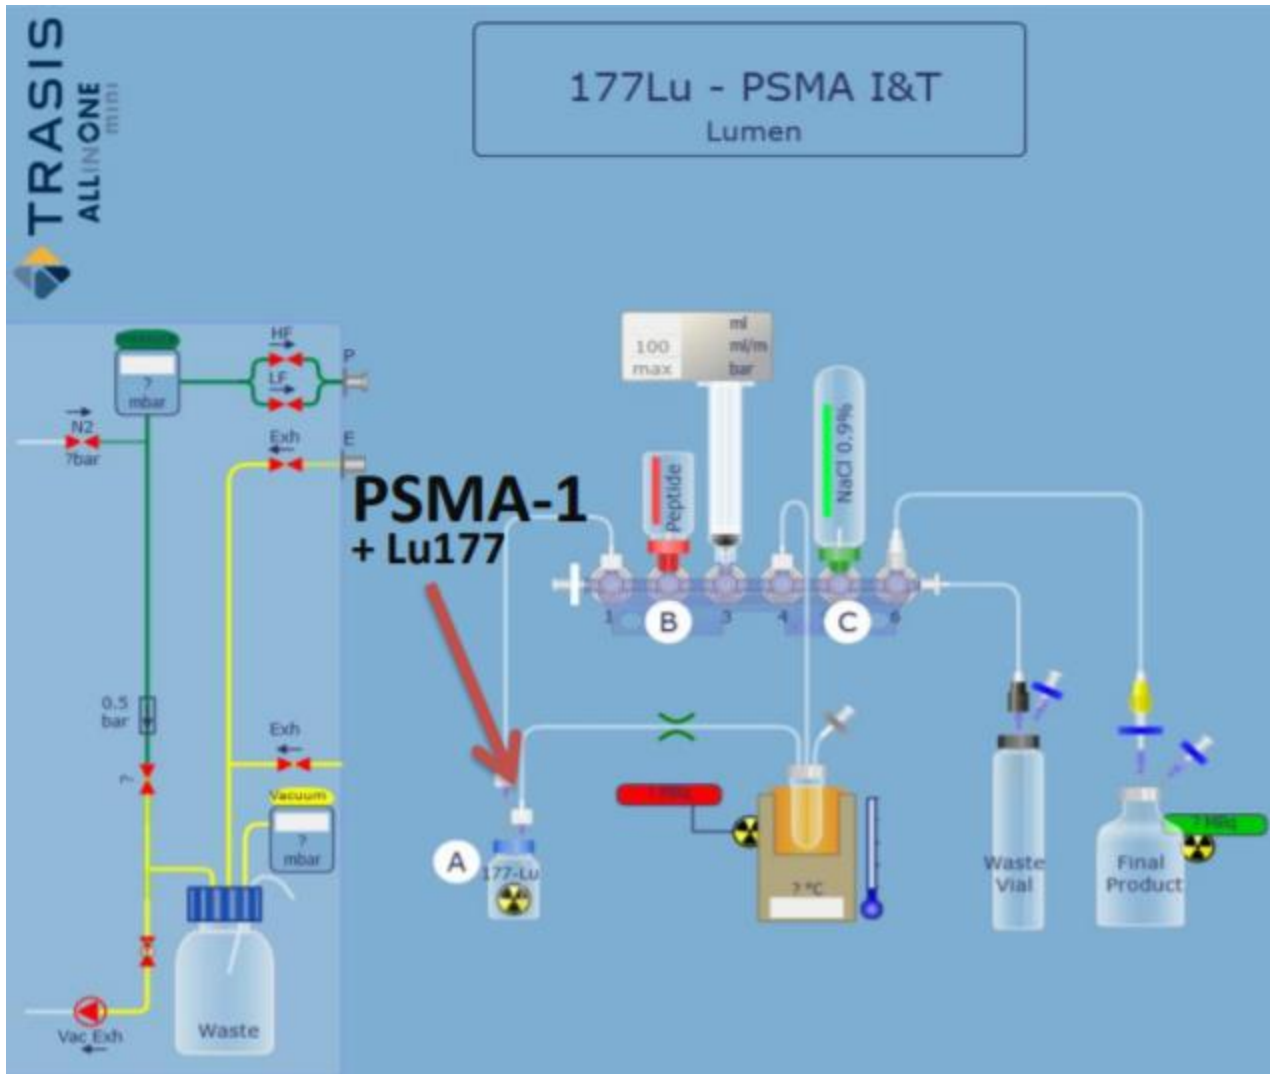 TRASIS
ALLINONE
mini
177Lu - PSMA I&T
Lumen
HF
P
LF
?
mbar
N2
?bar
Exh
E
ml
100
ml/m
max
bar
PSMA-1
+ Lu177
Peptide
NaCl 0.9%
1
B
3
4
C
6
0.5
bar
Exh
?
Vacuum
?
mbar
A
177-Lu
? °C
Waste
Vial
Final
Product
? MBq
Waste
Vac Exh